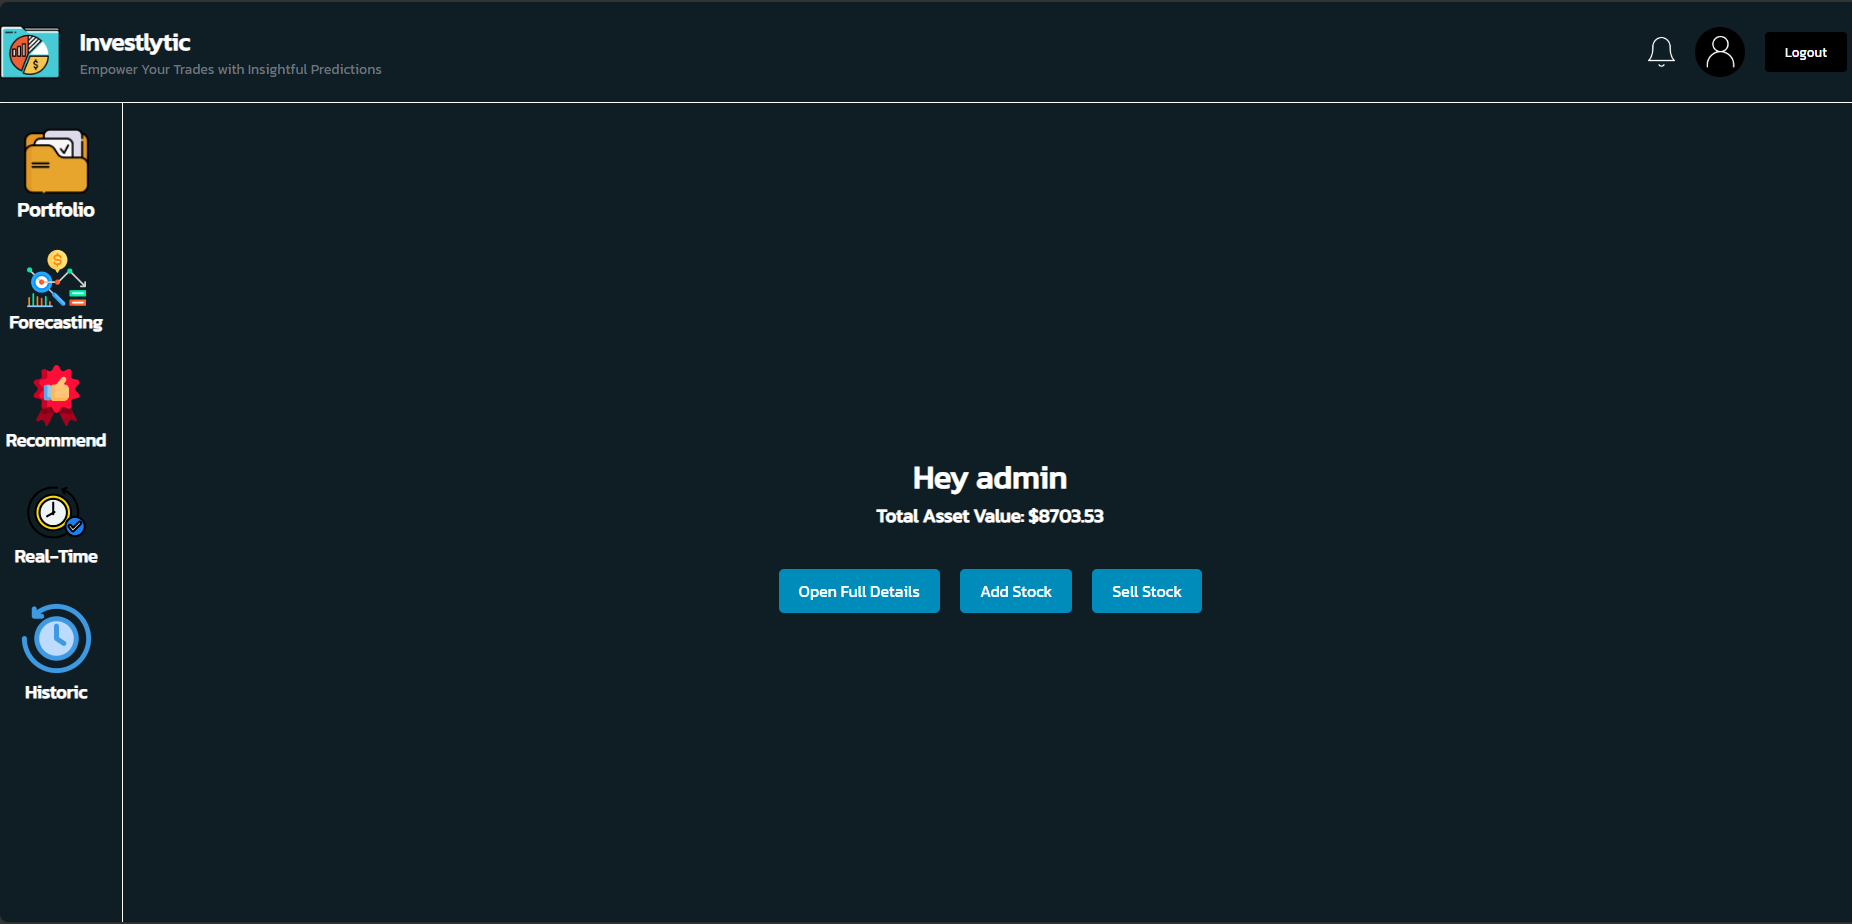 Investlytic
Empower Your Trades with Insightful Predictions
Logout
Portfolio
Forecasting
Recommend
Real-Time
Historic
Hey admin
Total Asset Value: $8703.53
Open Full Details
Add Stock
Sell Stock